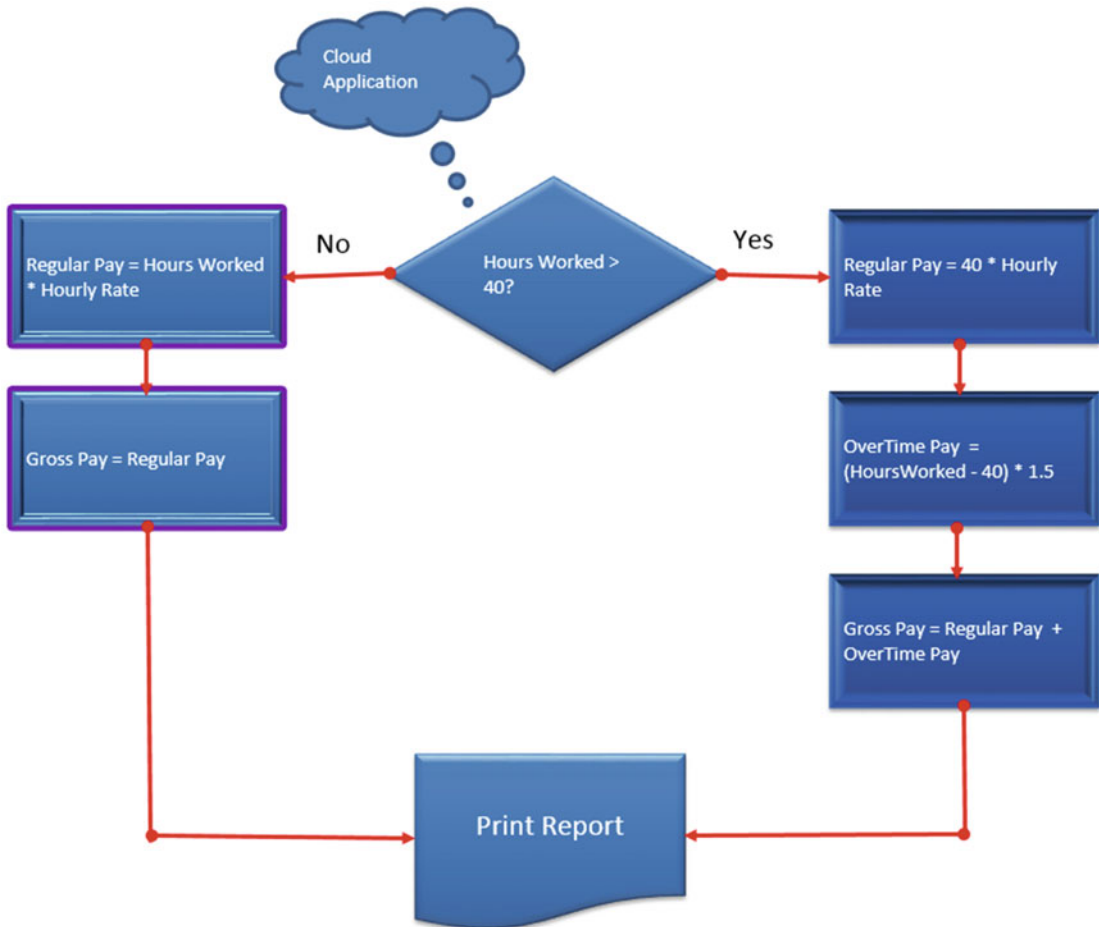 Cloud
Application
No
Yes
Hours Worked >
40?
Regular Pay = Hours Worked
* Hourly Rate
Gross Pay = Regular Pay
Regular Pay = 40 * Hourly
Rate
OverTime Pay =
(HoursWorked - 40) * 1.5
Gross Pay = Regular Pay +
OverTime Pay
Print Report